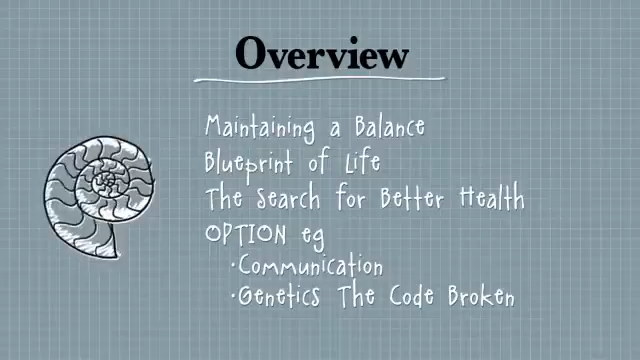 Overview
Maintaining a Balance
Blueprint of Life
The Search for Better Health
OPTION eg
·Communication
·Genetics The Code Broken